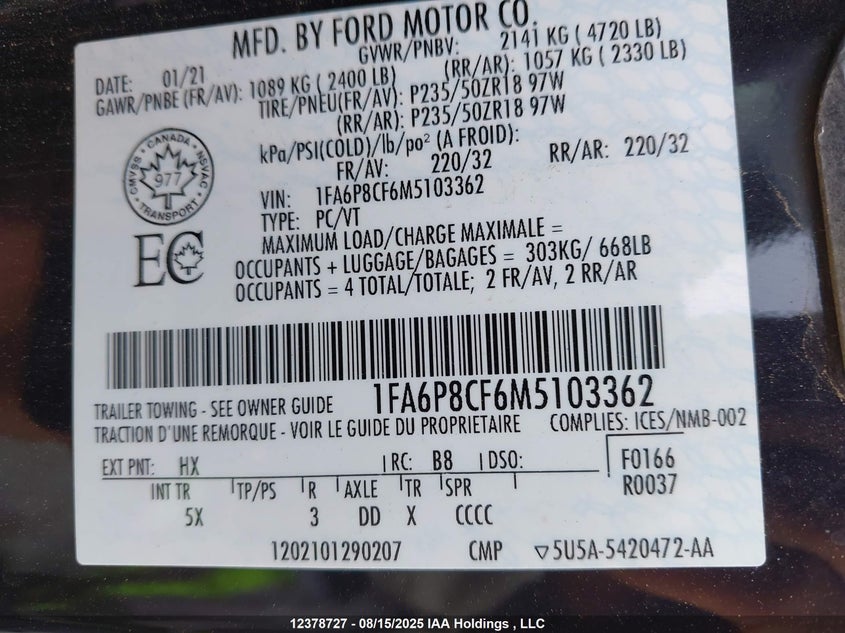 MFD. BY FORD MOTOR CO.
DATE: 01/21 GVWR/PNBV: 2141 KG ( 4720 LB)
GAWR/PNBE (FR/AV): 1089 KG ( 2400 LB) (RR/AR): 1057 KG ( 2330 LB)
TIRE/PNEU(FR/AV): P235/50ZR18 97W
(RR/AR): P235/50ZR18 97W
kPa/PSI(COLD)/lb/po² (A FROID):
FR/AV: 220/32 RR/AR: 220/32
CANADA
CMVSS NSVAC
977
TRANSPORT
VIN: 1FA6P8CF6M5103362
TYPE: PC/VT
EC
MAXIMUM LOAD/CHARGE MAXIMALE =
OCCUPANTS + LUGGAGE/BAGAGES = 303KG/ 668LB
OCCUPANTS = 4 TOTAL/TOTALE; 2 FR/AV, 2 RR/AR
1FA6P8CF6M5103362
TRAILER TOWING - SEE OWNER GUIDE
TRACTION D'UNE REMORQUE - VOIR LE GUIDE DU PROPRIETAIRE COMPLIES: ICES/NMB-002
EXT PNT: HX RC: B8 DSO: F0166
INT TR TP/PS R AXLE TR SPR R0037
5X 3 DD X CCCC
1202101290207 CMP ▽5U5A-5420472-AA
12378727 - 08/15/2025 IAA Holdings , LLC